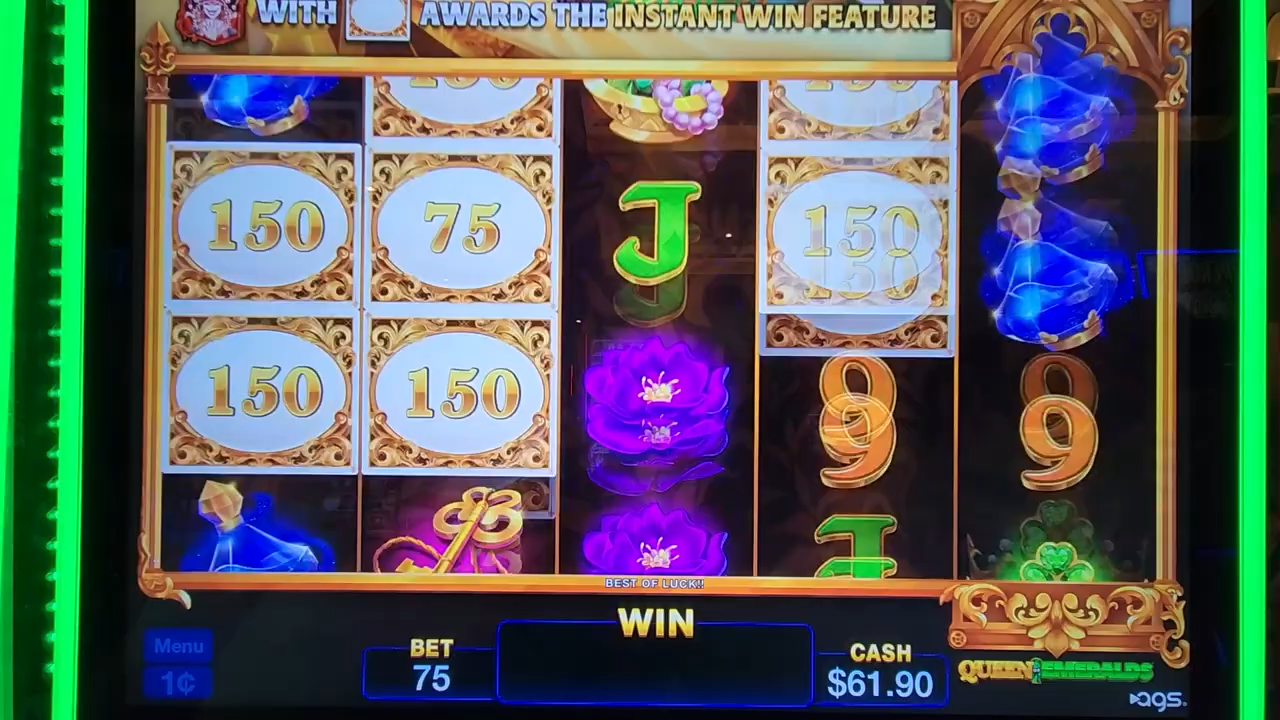 WITH AWARDS THE INSTANT WIN FEATURE
150 75 J 150
150 150 9 9
J
BEST OF LUCK!!
WIN
Menu
1¢
BET
75
CASH
$61.90
QUEEN EMERALDS
ags